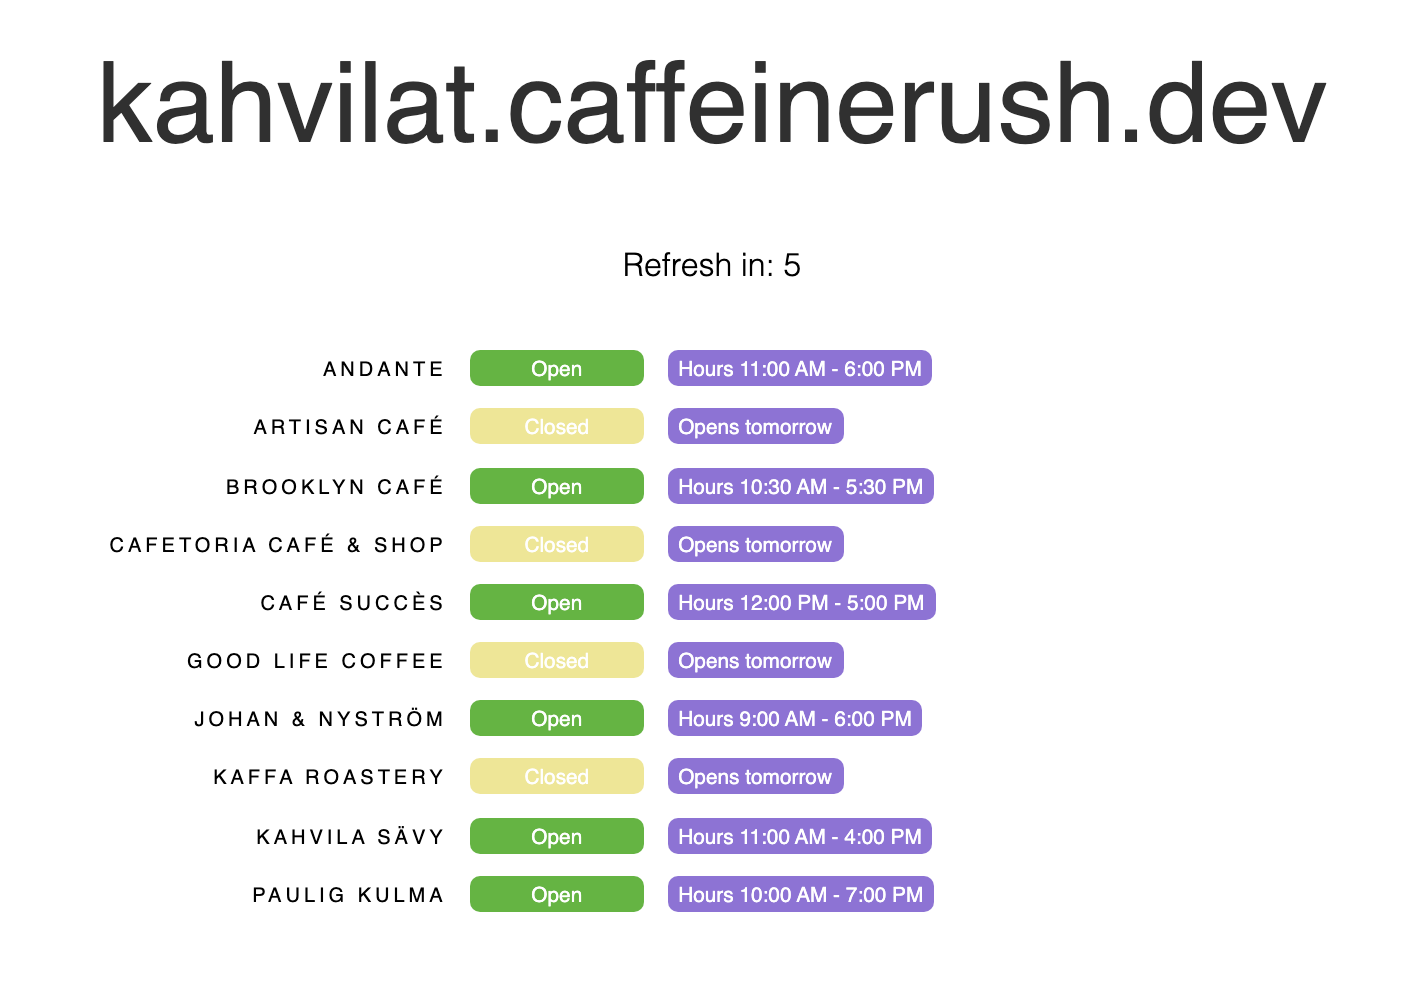 kahvilat.caffeinerush.dev
Refresh in: 5
ANDANTE Open Hours 11:00 AM - 6:00 PM
ARTISAN CAFÉ Closed Opens tomorrow
BROOKLYN CAFÉ Open Hours 10:30 AM - 5:30 PM
CAFETORIA CAFÉ & SHOP Closed Opens tomorrow
CAFÉ SUCCÈS Open Hours 12:00 PM - 5:00 PM
GOOD LIFE COFFEE Closed Opens tomorrow
JOHAN & NYSTRÖM Open Hours 9:00 AM - 6:00 PM
KAFFA ROASTERY Closed Opens tomorrow
KAHVILA SÄVY Open Hours 11:00 AM - 4:00 PM
PAULIG KULMA Open Hours 10:00 AM - 7:00 PM